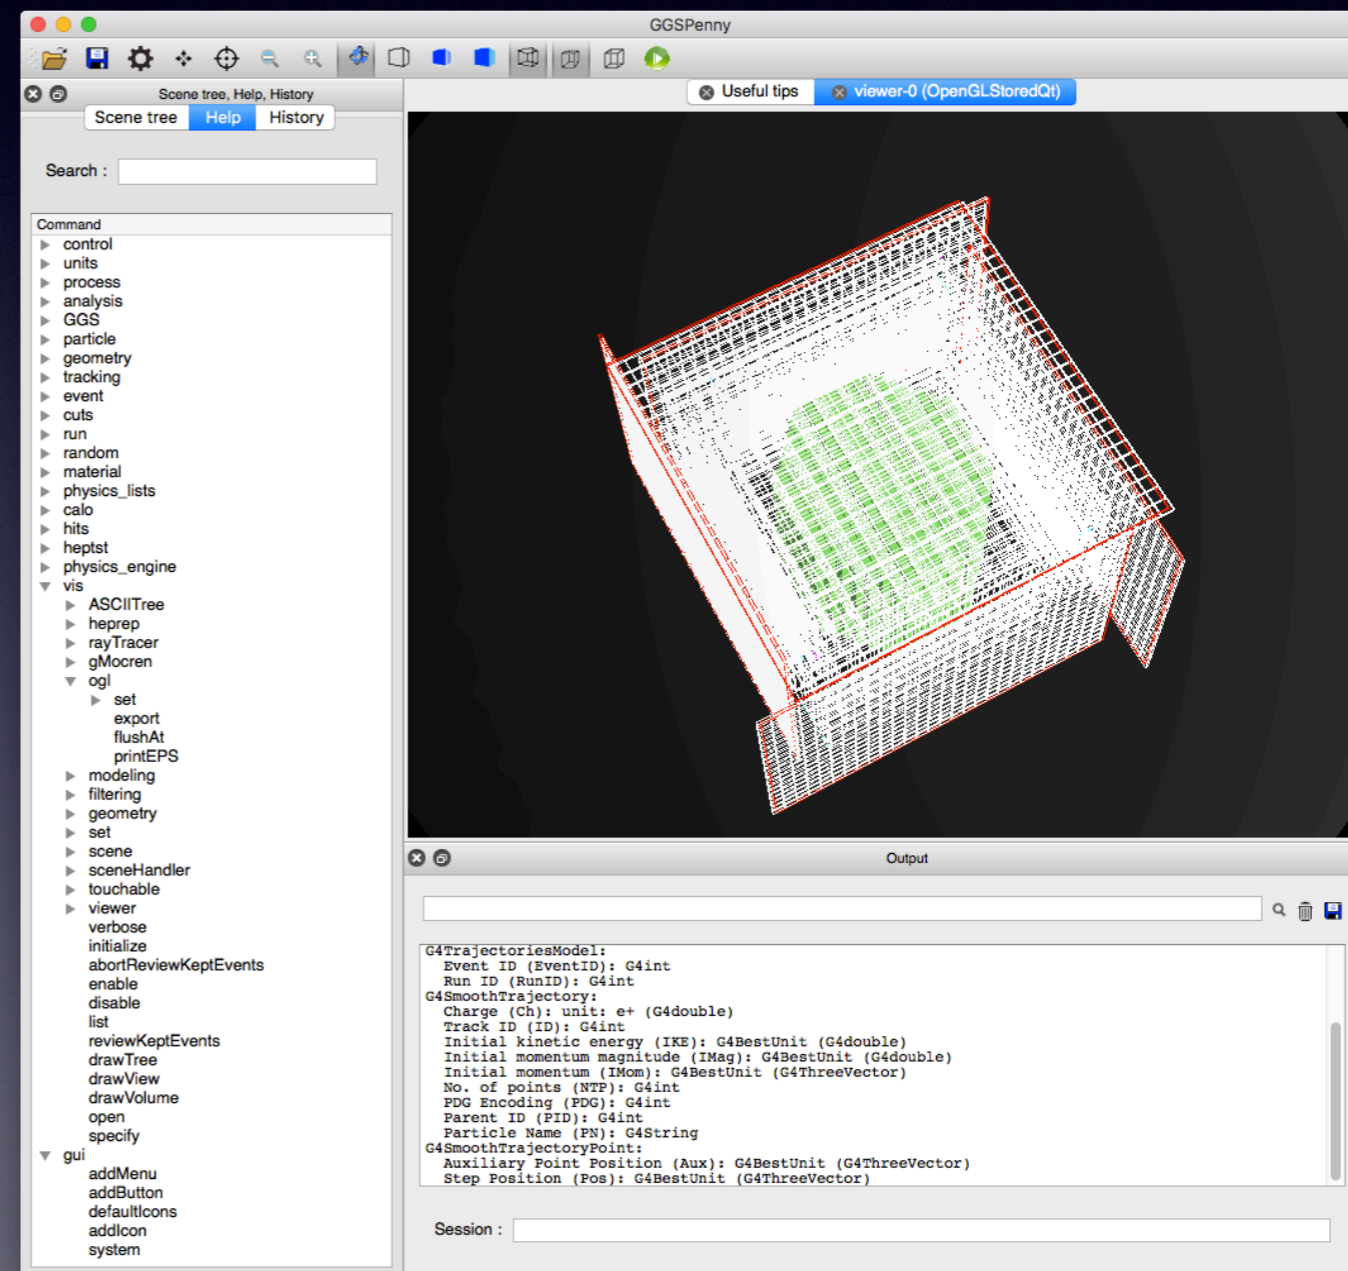 GGSPenny
Scene tree, Help, History
Scene tree Help History
Search :
Command
control
units
process
analysis
GGS
particle
geometry
tracking
event
cuts
run
random
material
physics_lists
calo
hits
heptst
physics_engine
vis
ASCIITree
heprep
rayTracer
gMocren
ogl
set
export
flushAt
printEPS
modeling
filtering
geometry
set
scene
sceneHandler
touchable
viewer
verbose
initialize
abortReviewKeptEvents
enable
disable
list
reviewKeptEvents
drawTree
drawView
drawVolume
open
specify
gui
addMenu
addButton
defaultIcons
addIcon
system
Useful tips viewer-0 (OpenGLStoredQt)
Output
G4TrajectoriesModel:
Event ID (EventID): G4int
Run ID (RunID): G4int
G4SmoothTrajectory:
Charge (Ch): unit: e+ (G4double)
Track ID (ID): G4int
Initial kinetic energy (IKE): G4BestUnit (G4double)
Initial momentum magnitude (IMag): G4BestUnit (G4double)
Initial momentum (IMom): G4BestUnit (G4ThreeVector)
No. of points (NTP): G4int
PDG Encoding (PDG): G4int
Parent ID (PID): G4int
Particle Name (PN): G4String
G4SmoothTrajectoryPoint:
Auxiliary Point Position (Aux): G4BestUnit (G4ThreeVector)
Step Position (Pos): G4BestUnit (G4ThreeVector)
Session :